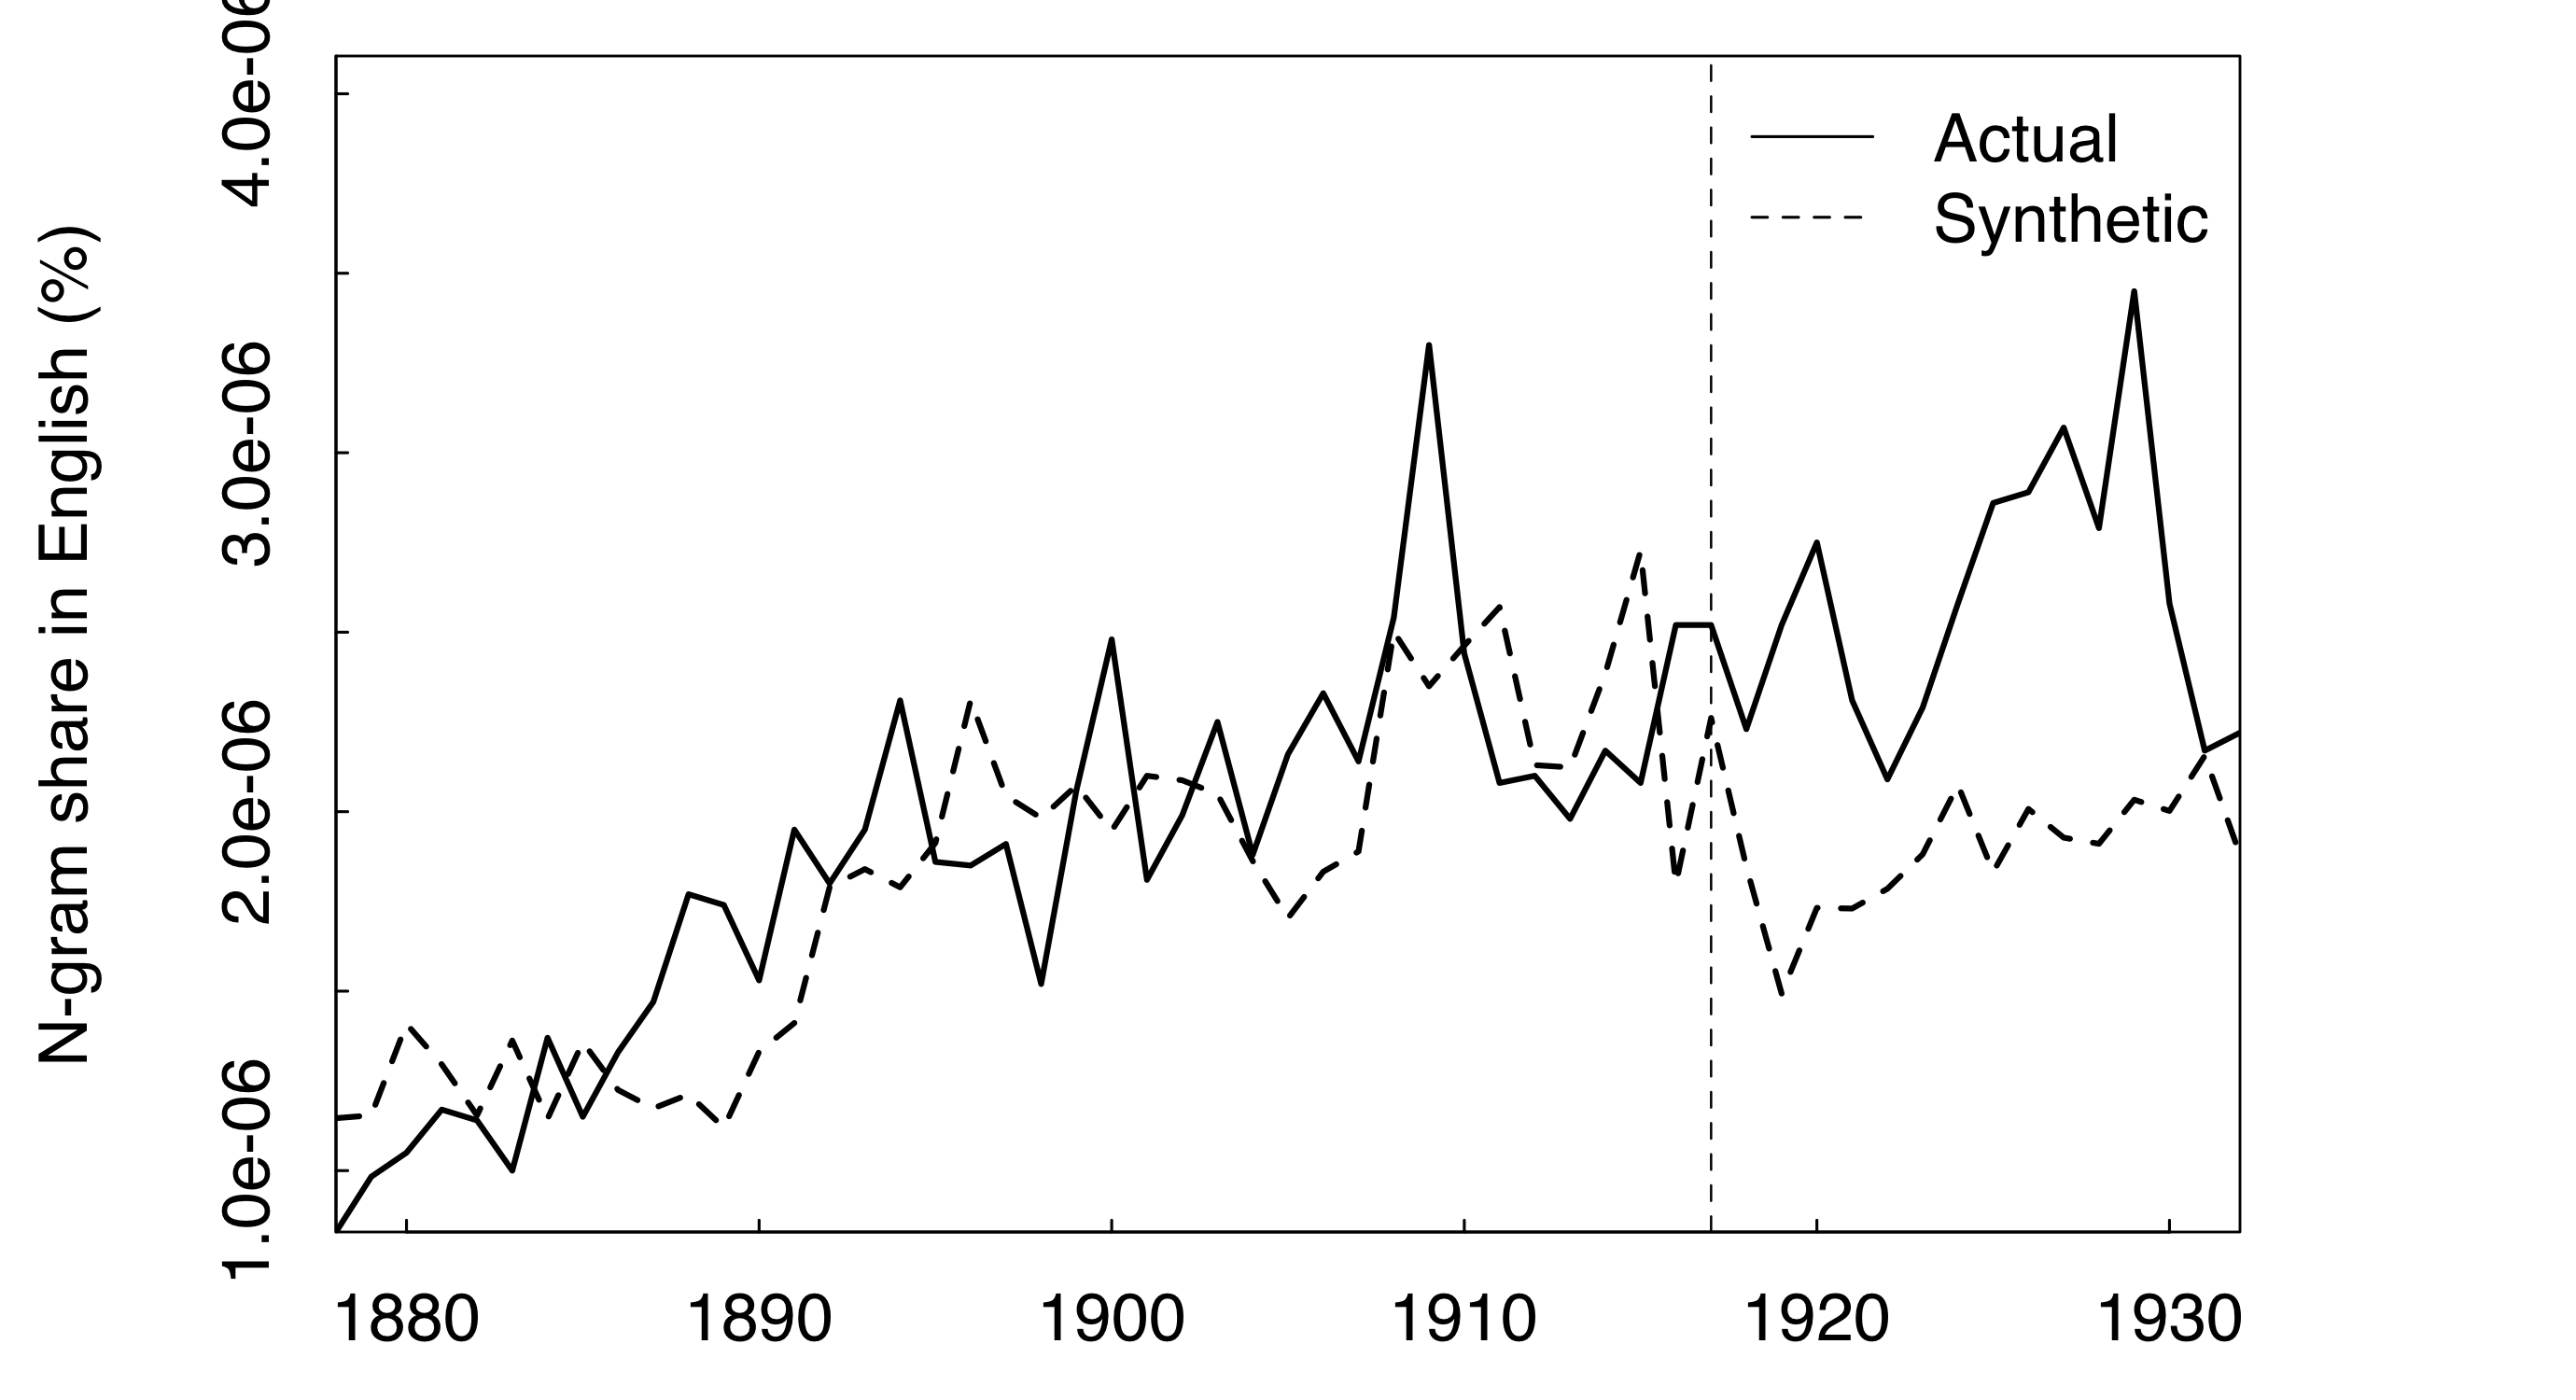 N-gram share in English (%)
4.0e-06
3.0e-06
2.0e-06
1.0e-06
Actual
Synthetic
1880 1890 1900 1910 1920 1930